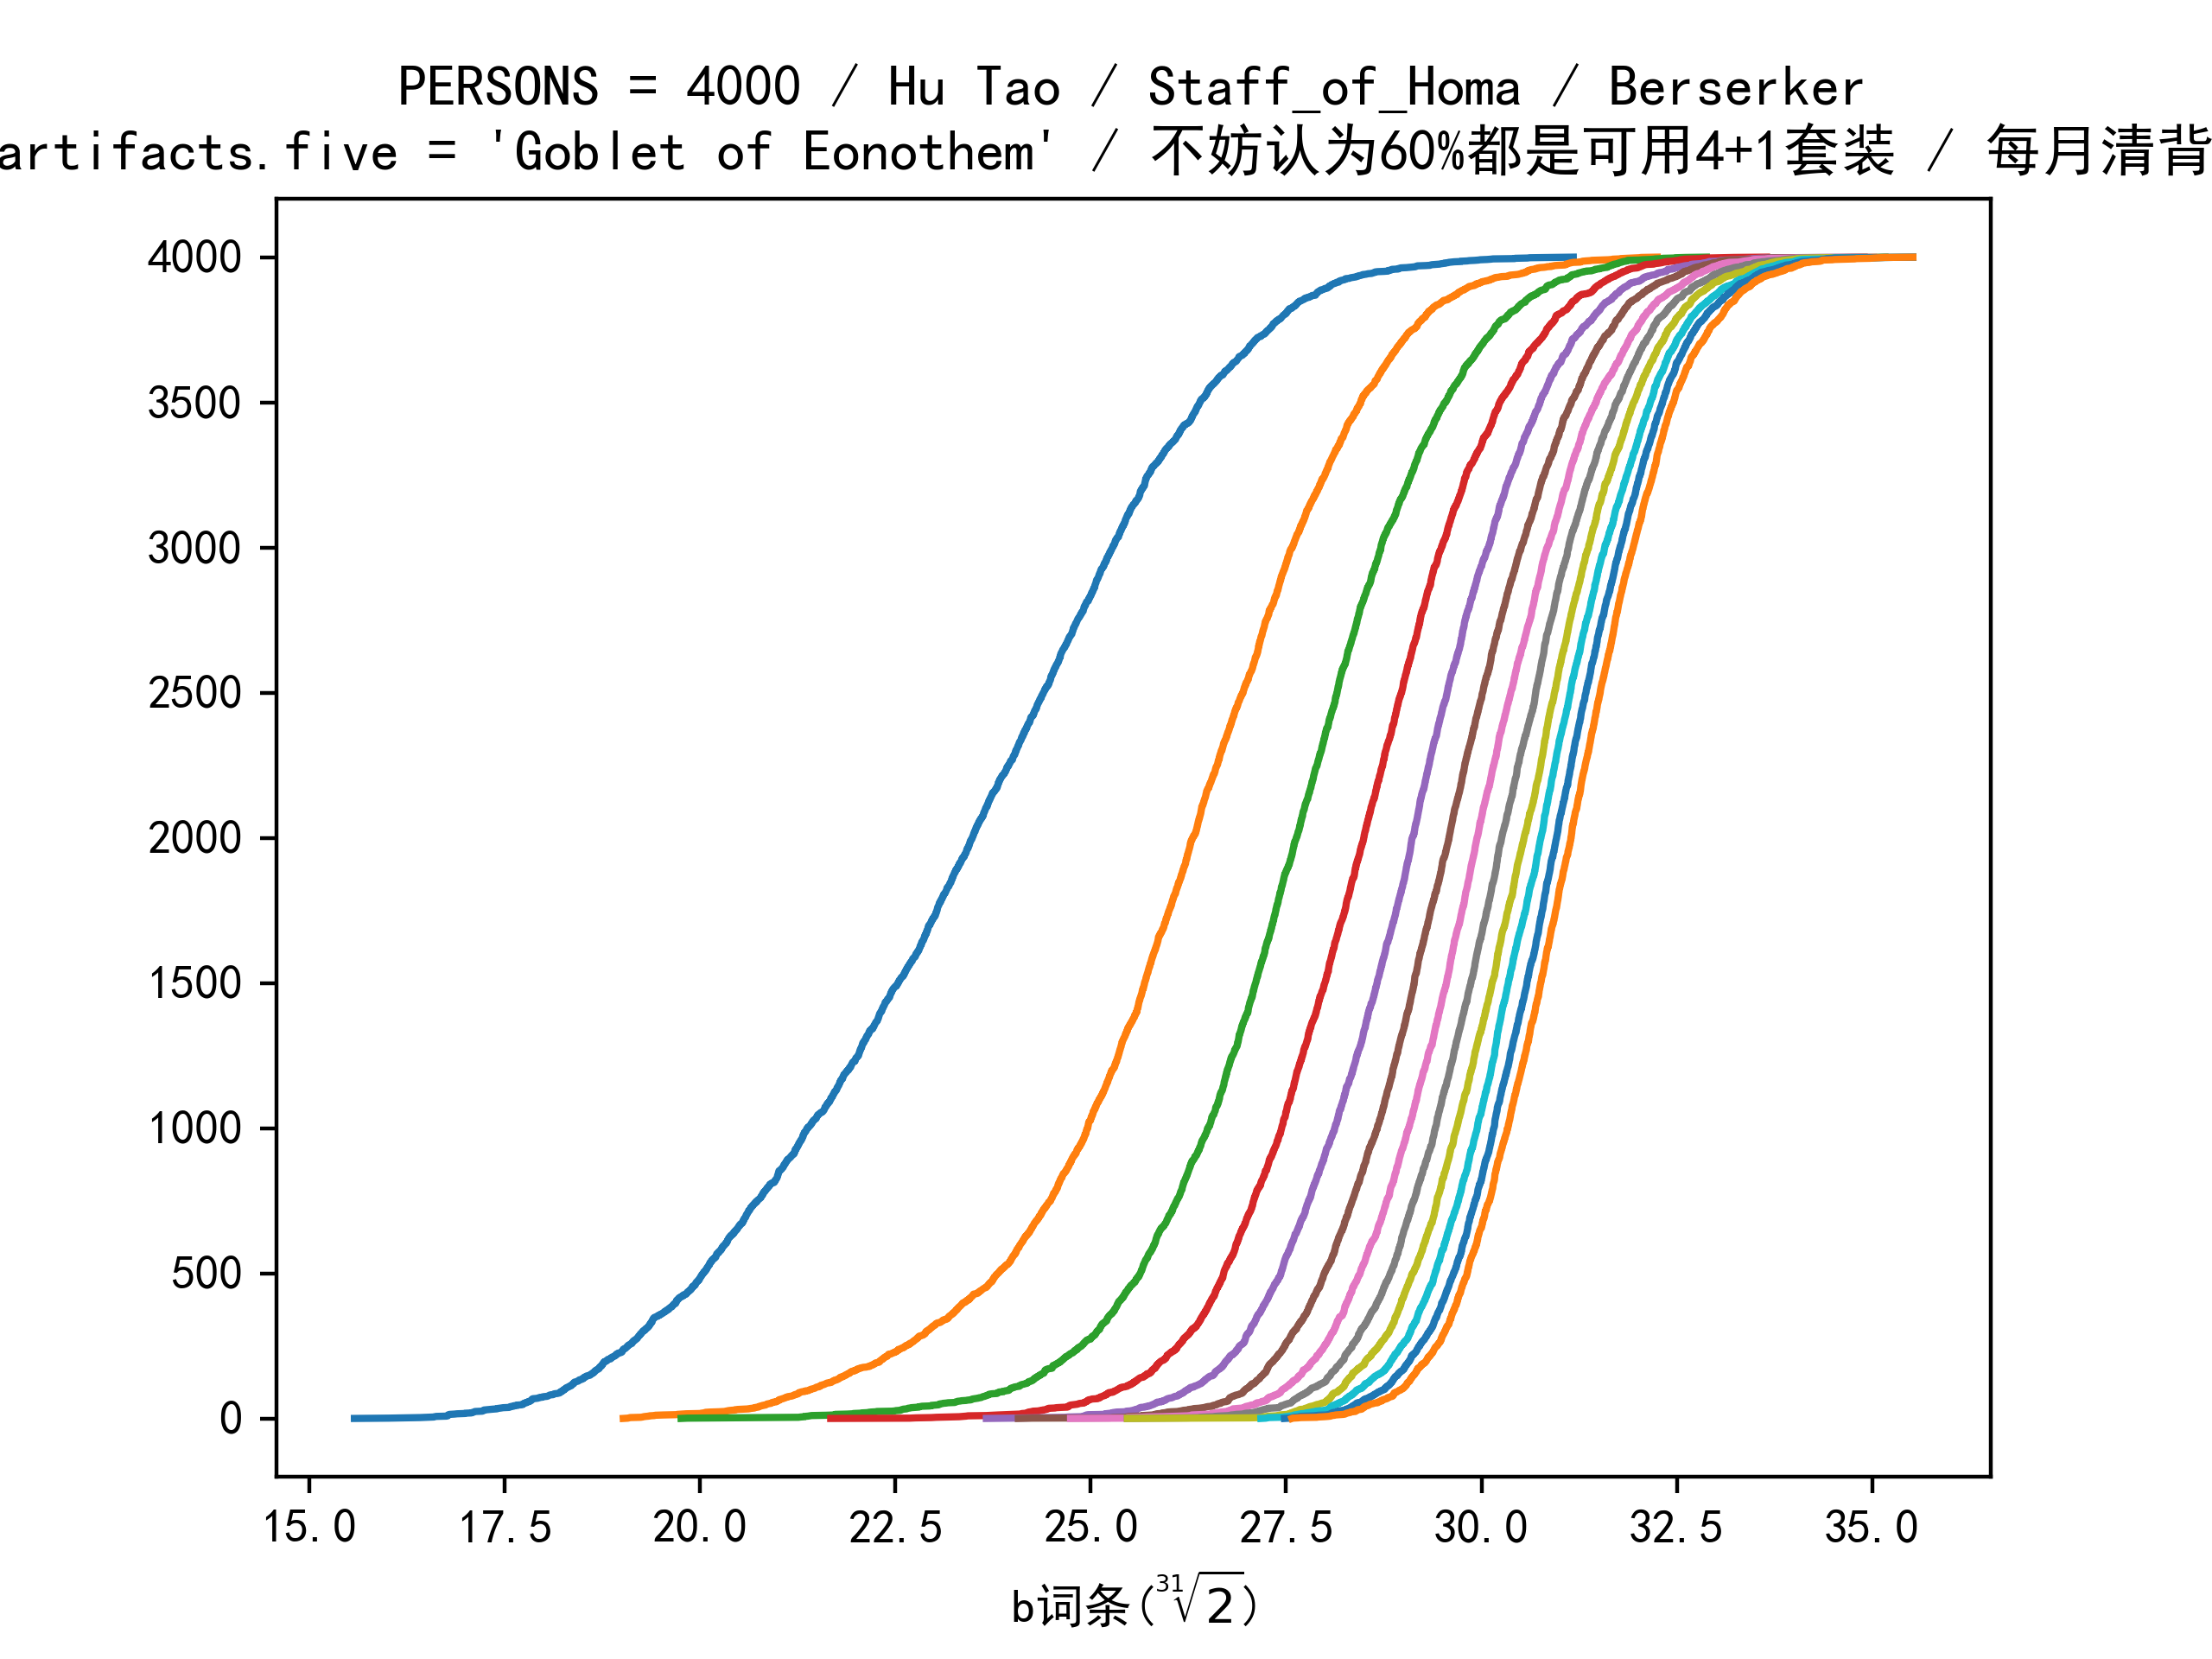 PERSONS = 4000 / Hu Tao / Staff_of_Homa / Berserker
artifacts.five = 'Goblet of Eonothem' / 不妨认为60%都是可用4+1套装 / 每月清背
4000
3500
3000
2500
2000
1500
1000
500
0
15.0 17.5 20.0 22.5 25.0 27.5 30.0 32.5 35.0
b词条(³¹√2)